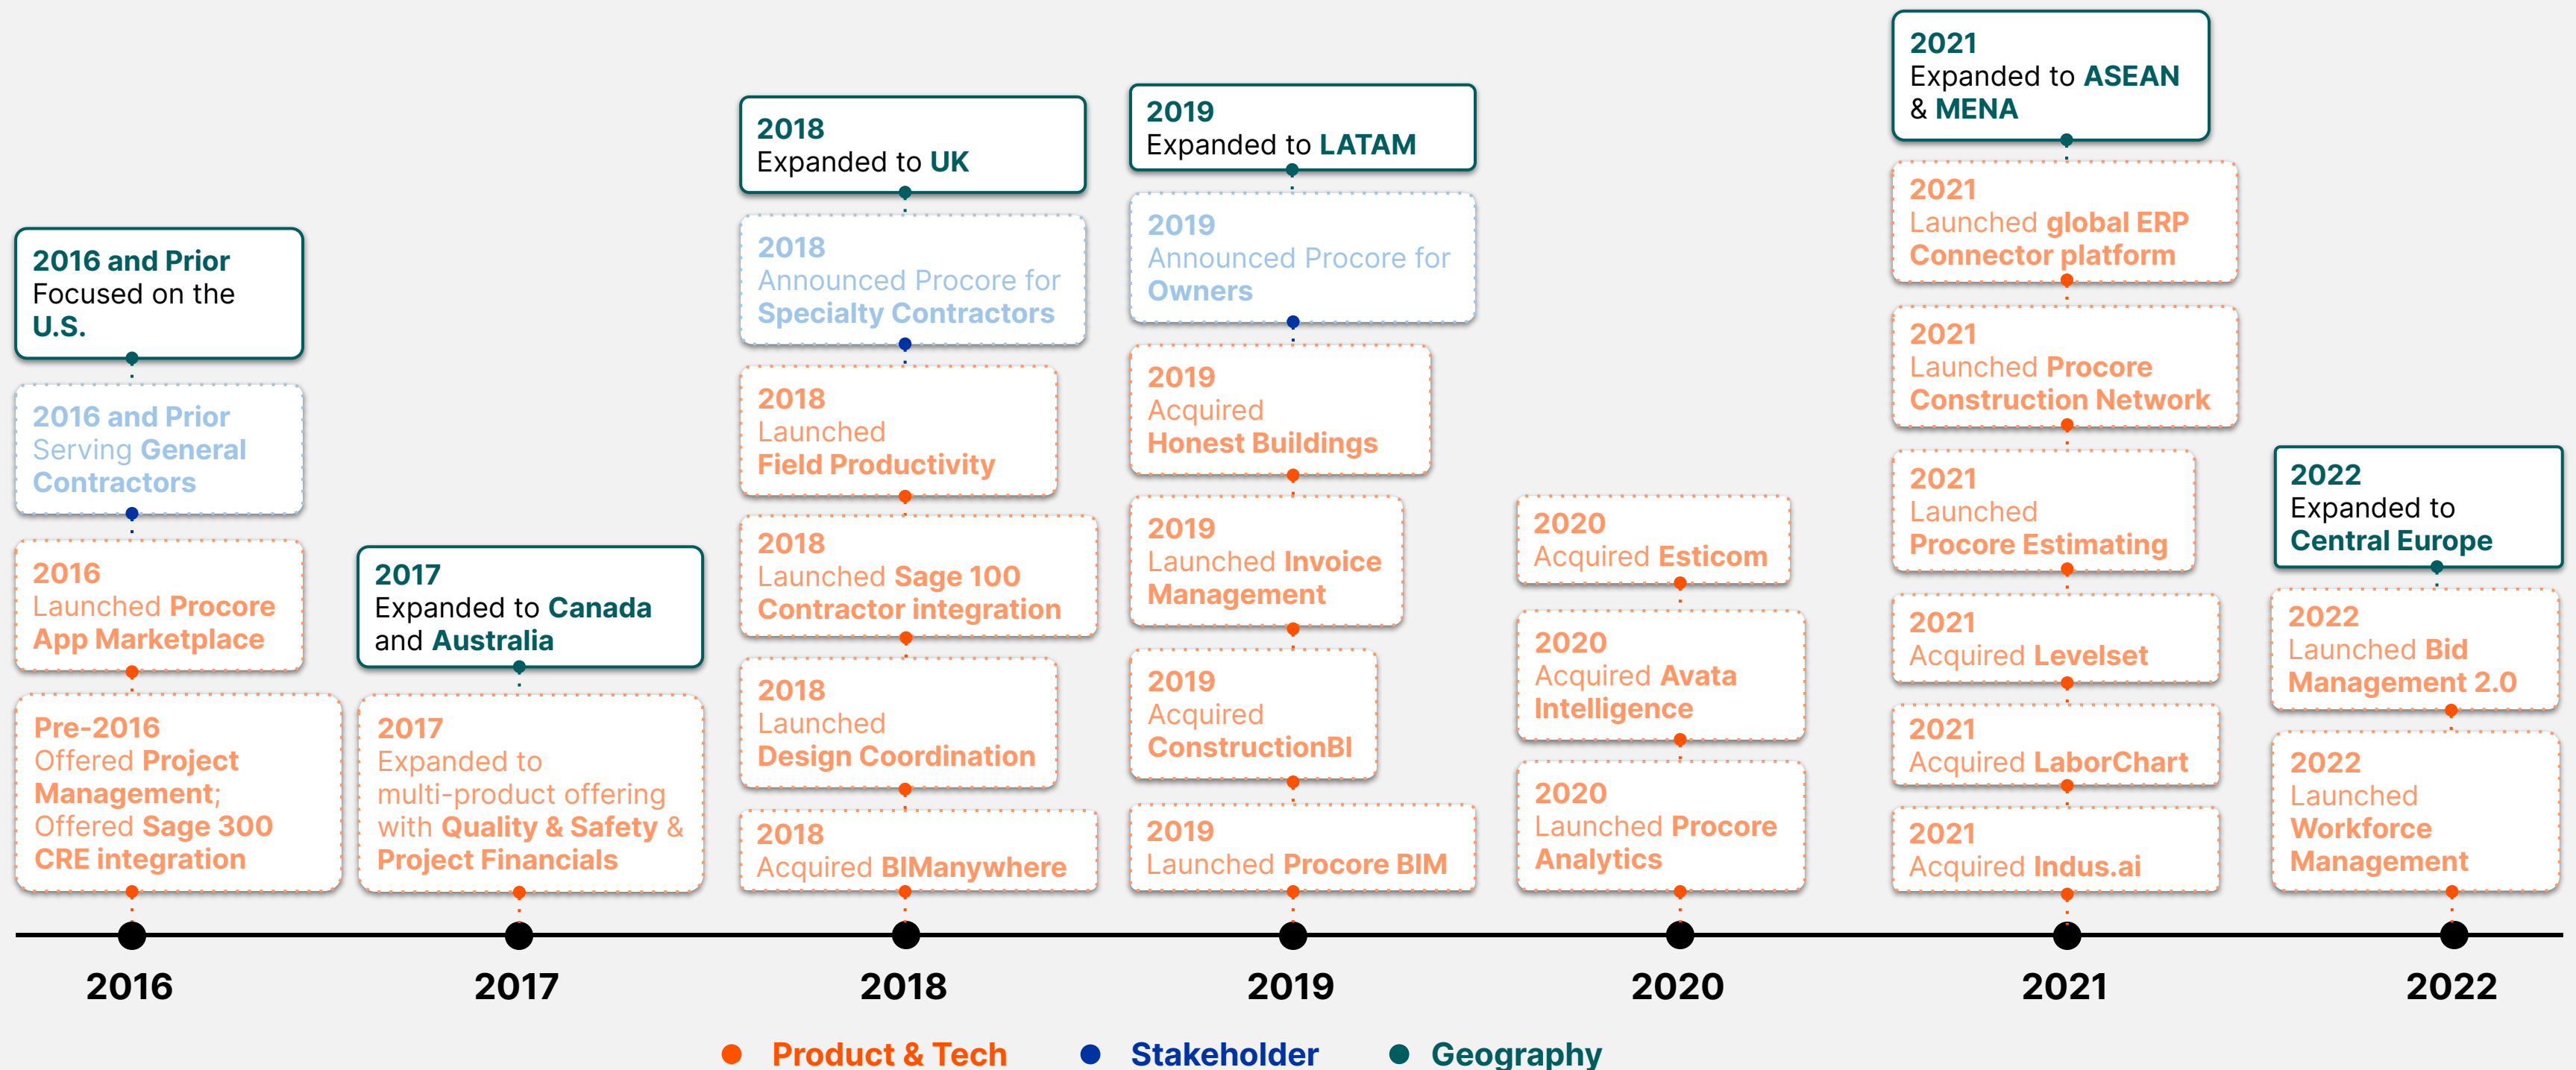 2016 and Prior
Focused on the
U.S.
2016 and Prior
Serving General
Contractors
2016
Launched Procore
App Marketplace
Pre-2016
Offered Project
Management;
Offered Sage 300
CRE integration
2017
Expanded to Canada
and Australia
2017
Expanded to
multi-product offering
with Quality & Safety &
Project Financials
2018
Expanded to UK
2018
Announced Procore for
Specialty Contractors
2018
Launched
Field Productivity
2018
Launched Sage 100
Contractor integration
2018
Launched
Design Coordination
2018
Acquired BIManywhere
2019
Expanded to LATAM
2019
Announced Procore for
Owners
2019
Acquired
Honest Buildings
2019
Launched Invoice
Management
2019
Acquired
ConstructionBI
2019
Launched Procore BIM
2020
Acquired Esticom
2020
Acquired Avata
Intelligence
2020
Launched Procore
Analytics
2021
Expanded to ASEAN
& MENA
2021
Launched global ERP
Connector platform
2021
Launched Procore
Construction Network
2021
Launched
Procore Estimating
2021
Acquired Levelset
2021
Acquired LaborChart
2021
Acquired Indus.ai
2022
Expanded to
Central Europe
2022
Launched Bid
Management 2.0
2022
Launched
Workforce
Management
2016
2017
2018
2019
2020
2021
2022
Product & Tech
Stakeholder
Geography